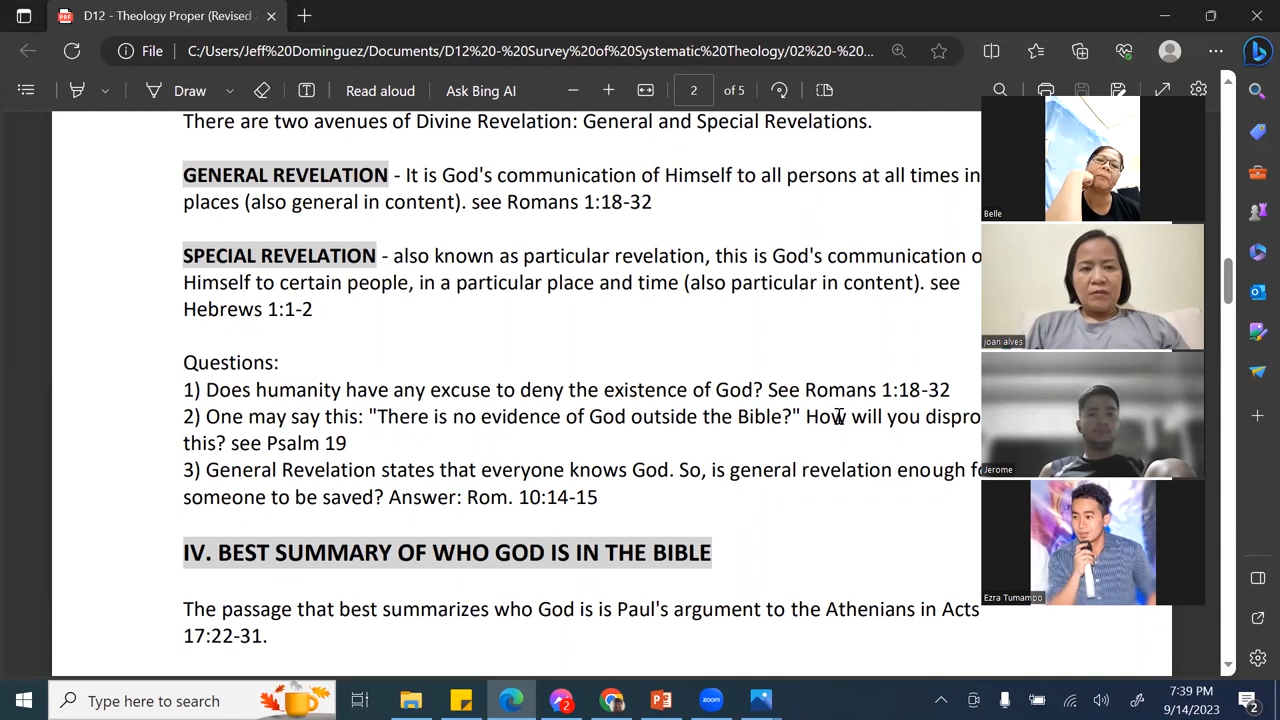 D12 - Theology Proper (Revised
File
C:/Users/Jeff%20Dominguez/Documents/D12%20-%20Survey%20of%20Systematic%20Theology/02%20-%20...
Draw
Read aloud
Ask Bing AI
2
of 5
There are two avenues of Divine Revelation: General and Special Revelations.
GENERAL REVELATION - It is God's communication of Himself to all persons at all times in
places (also general in content). see Romans 1:18-32
SPECIAL REVELATION - also known as particular revelation, this is God's communication o
Himself to certain people, in a particular place and time (also particular in content). see
Hebrews 1:1-2
Questions:
1) Does humanity have any excuse to deny the existence of God? See Romans 1:18-32
2) One may say this: "There is no evidence of God outside the Bible?" How will you dispro
this? see Psalm 19
3) General Revelation states that everyone knows God. So, is general revelation enough fo
someone to be saved? Answer: Rom. 10:14-15
IV. BEST SUMMARY OF WHO GOD IS IN THE BIBLE
The passage that best summarizes who God is is Paul's argument to the Athenians in Acts
17:22-31.
Belle
joan alves
Jerome
Ezra Tumampo
Type here to search
2
zoom
7:39 PM
9/14/2023
2